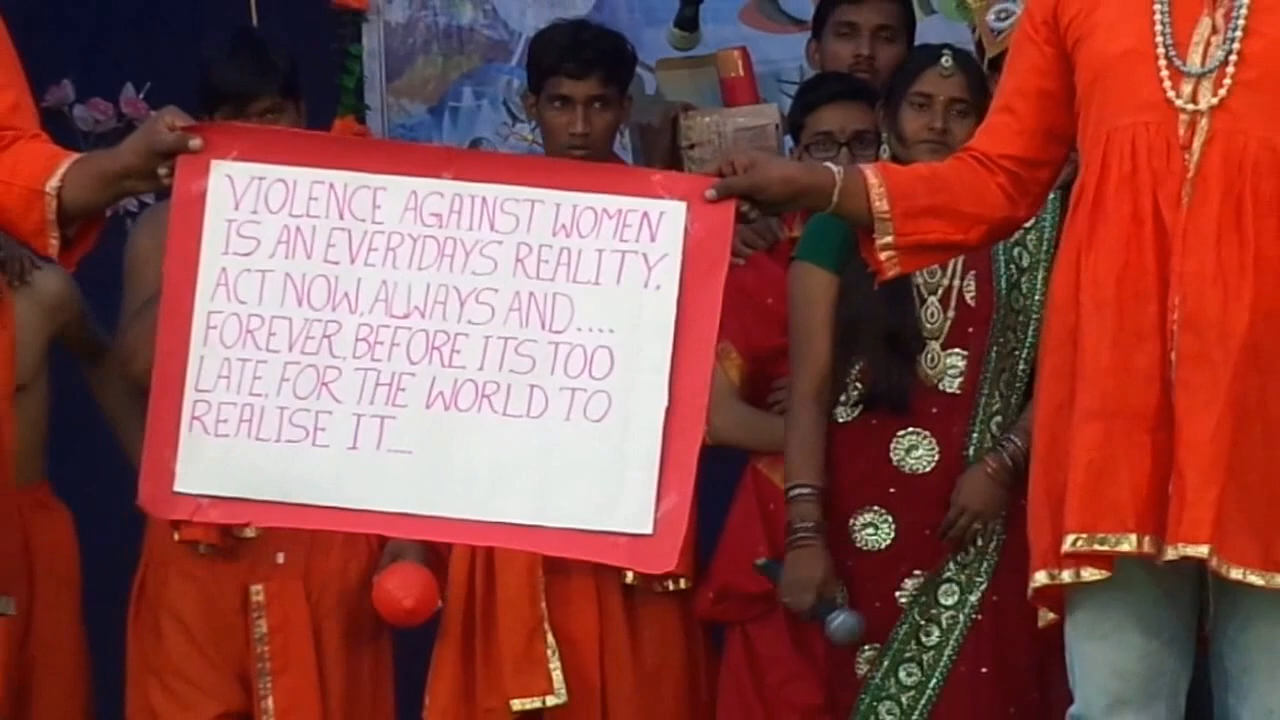 VIOLENCE AGAINST WOMEN
IS AN EVERYDAYS REALITY.
ACT NOW, ALWAYS AND....
FOREVER, BEFORE ITS TOO
LATE, FOR THE WORLD TO
REALISE IT....